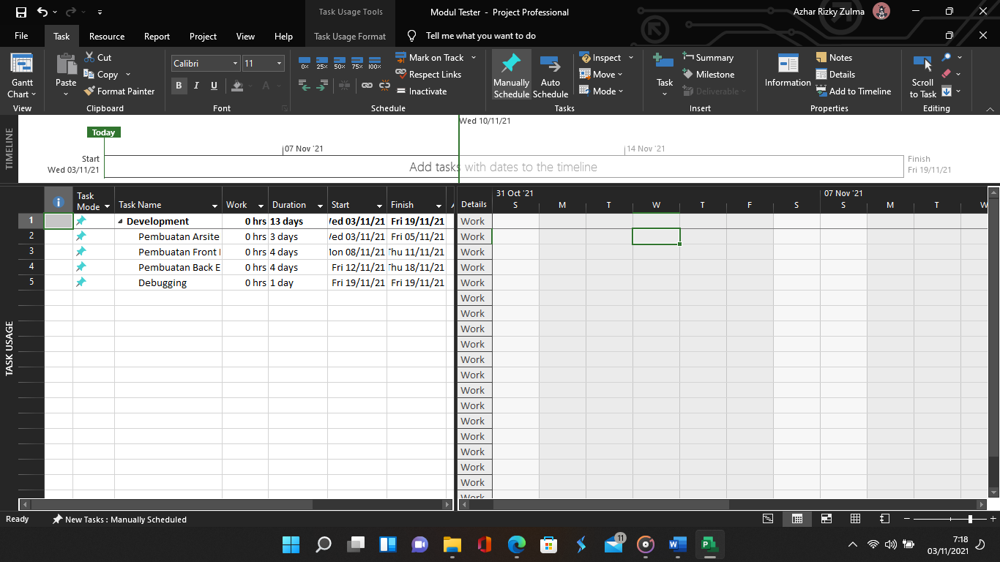 Task Usage Tools
Modul Tester - Project Professional
Azhar Rizky Zulma
File Task Resource Report Project View Help Task Usage Format Tell me what you want to do
Gantt Chart
View
Paste
Cut
Copy
Format Painter
Clipboard
Calibri 11
B I U A
Font
0% 25% 50% 75% 100%
Mark on Track
Respect Links
Inactivate
Schedule
Manually Schedule
Auto Schedule
Inspect
Move
Mode
Tasks
Task
Summary
Milestone
Deliverable
Insert
Information
Notes
Details
Add to Timeline
Properties
Scroll to Task
Editing
TIMELINE
Wed 10/11/21
Today
07 Nov '21
14 Nov '21
Start
Wed 03/11/21
Add tasks with dates to the timeline
Finish
Fri 19/11/21
TASK USAGE
Task Mode Task Name Work Duration Start Finish
Details 31 Oct '21 07 Nov '21
S M T W T F S S M T W
1 Development 0 hrs 13 days Wed 03/11/21 Fri 19/11/21 Work
2 Pembuatan Arsite 0 hrs 3 days Wed 03/11/21 Fri 05/11/21 Work
3 Pembuatan Front 0 hrs 4 days Mon 08/11/21 Thu 11/11/21 Work
4 Pembuatan Back E 0 hrs 4 days Fri 12/11/21 Thu 18/11/21 Work
5 Debugging 0 hrs 1 day Fri 19/11/21 Fri 19/11/21 Work
Work
Work
Work
Work
Work
Work
Work
Work
Work
Work
Work
Work
Work
Work
Ready New Tasks : Manually Scheduled
11
7:18
03/11/2021